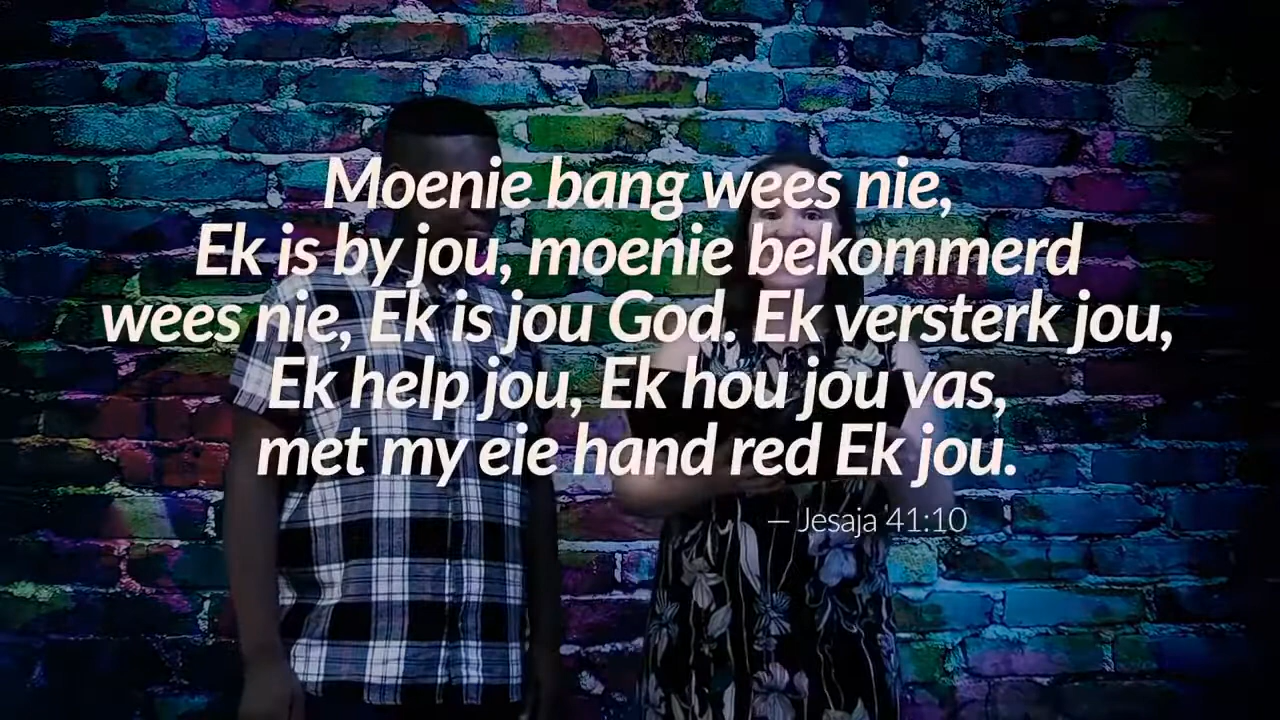 Moenie bang wees nie,
Ek is by jou, moenie bekommerd
wees nie, Ek is jou God. Ek versterk jou,
Ek help jou, Ek hou jou vas,
met my eie hand red Ek jou.
– Jesaja 41:10